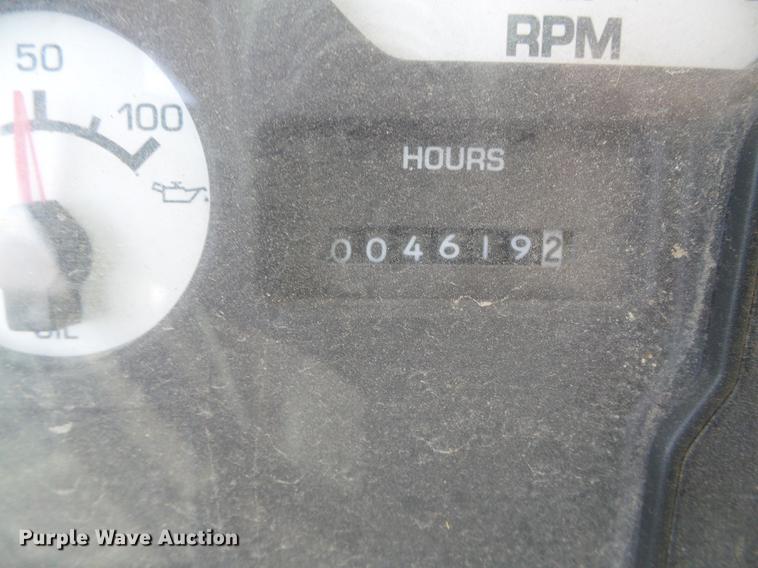 RPM
50
100
HOURS
0046192
OIL
Purple Wave Auction